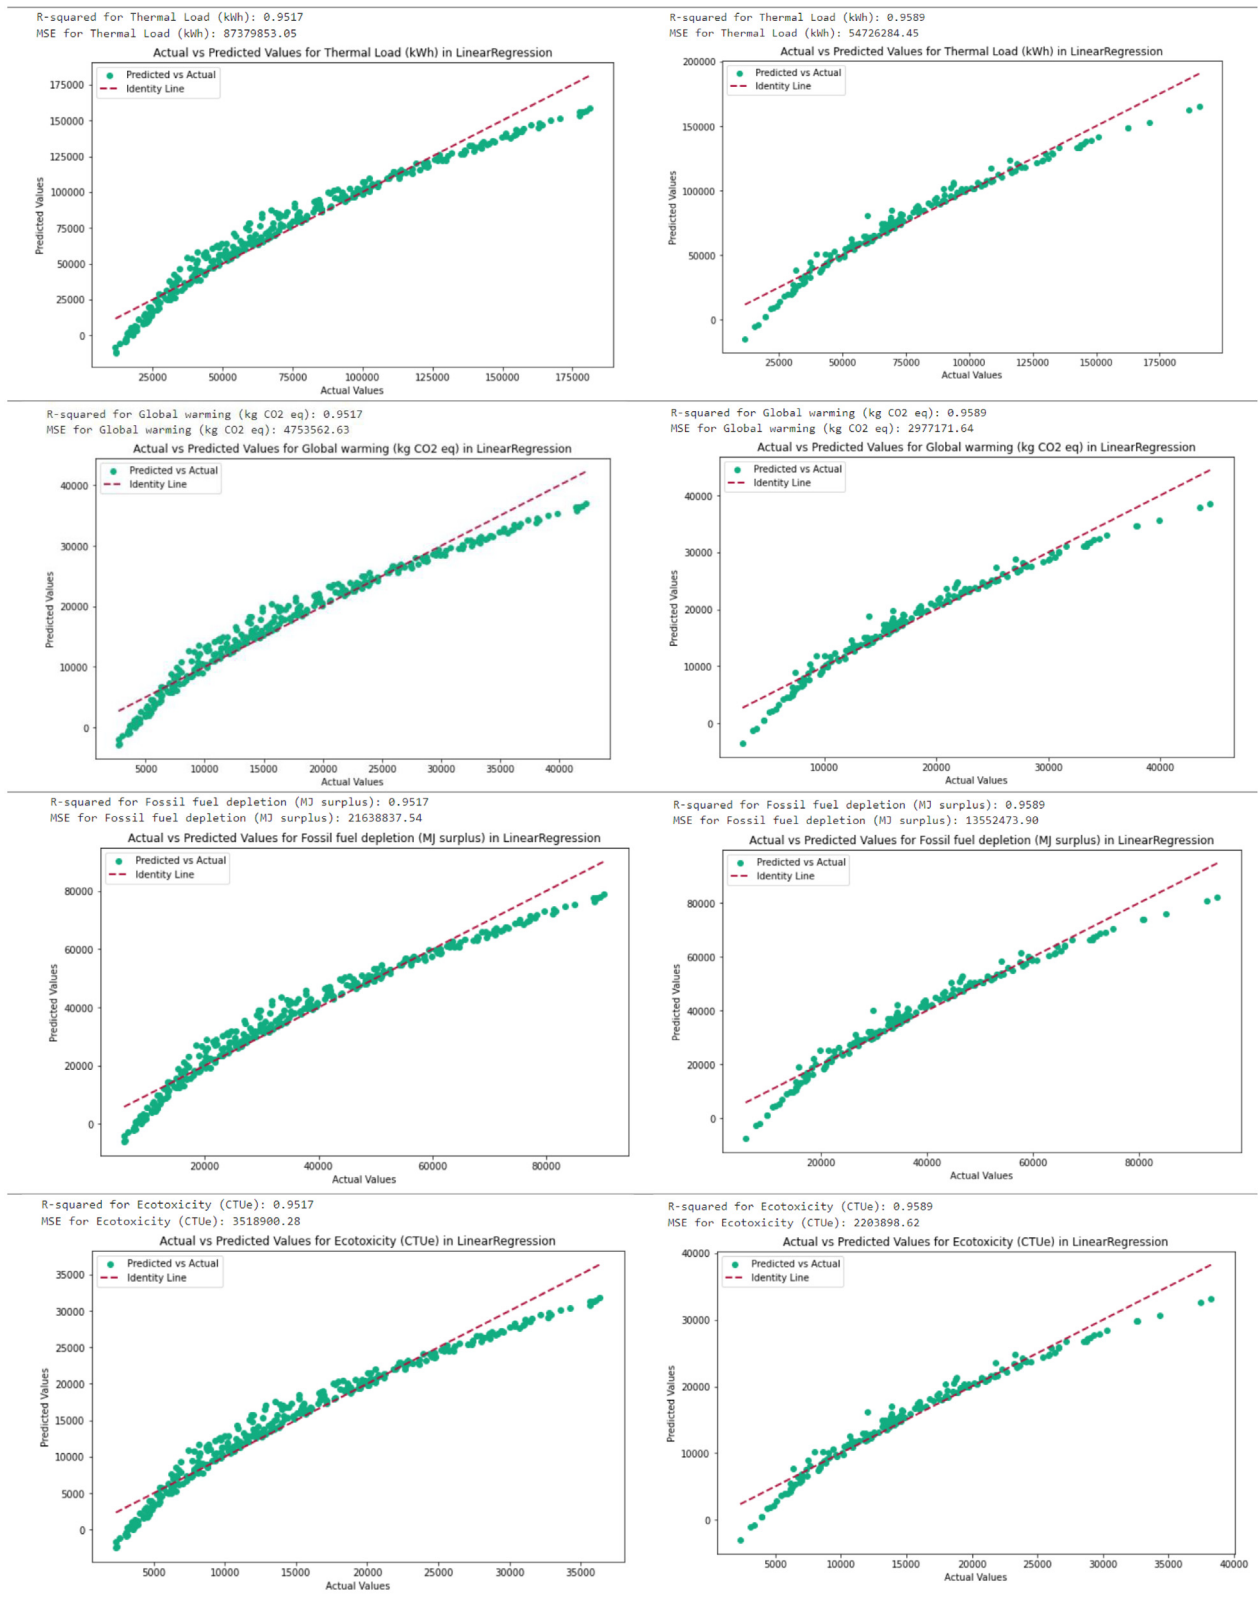 R-squared for Thermal Load (kWh): 0.9517
MSE for Thermal Load (kWh): 87379853.05
Actual vs Predicted Values for Thermal Load (kWh) in LinearRegression
Predicted vs Actual
Identity Line
175000
150000
125000
100000
75000
50000
25000
0
Predicted Values
25000 50000 75000 100000 125000 150000 175000
Actual Values
R-squared for Thermal Load (kWh): 0.9589
MSE for Thermal Load (kWh): 54726284.45
Actual vs Predicted Values for Thermal Load (kWh) in LinearRegression
Predicted vs Actual
Identity Line
200000
150000
100000
50000
0
Predicted Values
25000 50000 75000 100000 125000 150000 175000
Actual Values
R-squared for Global warming (kg CO2 eq): 0.9517
MSE for Global warming (kg CO2 eq): 4753562.63
Actual vs Predicted Values for Global warming (kg CO2 eq) in LinearRegression
Predicted vs Actual
Identity Line
40000
30000
20000
10000
0
Predicted Values
5000 10000 15000 20000 25000 30000 35000 40000
Actual Values
R-squared for Global warming (kg CO2 eq): 0.9589
MSE for Global warming (kg CO2 eq): 2977171.64
Actual vs Predicted Values for Global warming (kg CO2 eq) in LinearRegression
Predicted vs Actual
Identity Line
40000
30000
20000
10000
0
Predicted Values
10000 20000 30000 40000
Actual Values
R-squared for Fossil fuel depletion (MJ surplus): 0.9517
MSE for Fossil fuel depletion (MJ surplus): 21638837.54
Actual vs Predicted Values for Fossil fuel depletion (MJ surplus) in LinearRegression
Predicted vs Actual
Identity Line
80000
60000
40000
20000
0
Predicted Values
20000 40000 60000 80000
Actual Values
R-squared for Fossil fuel depletion (MJ surplus): 0.9589
MSE for Fossil fuel depletion (MJ surplus): 13552473.90
Actual vs Predicted Values for Fossil fuel depletion (MJ surplus) in LinearRegression
Predicted vs Actual
Identity Line
80000
60000
40000
20000
0
Predicted Values
20000 40000 60000 80000
Actual Values
R-squared for Ecotoxicity (CTUe): 0.9517
MSE for Ecotoxicity (CTUe): 3518900.28
Actual vs Predicted Values for Ecotoxicity (CTUe) in LinearRegression
Predicted vs Actual
Identity Line
35000
30000
25000
20000
15000
10000
5000
0
Predicted Values
5000 10000 15000 20000 25000 30000 35000
Actual Values
R-squared for Ecotoxicity (CTUe): 0.9589
MSE for Ecotoxicity (CTUe): 2203898.62
Actual vs Predicted Values for Ecotoxicity (CTUe) in LinearRegression
Predicted vs Actual
Identity Line
40000
30000
20000
10000
0
Predicted Values
5000 10000 15000 20000 25000 30000 35000 40000
Actual Values